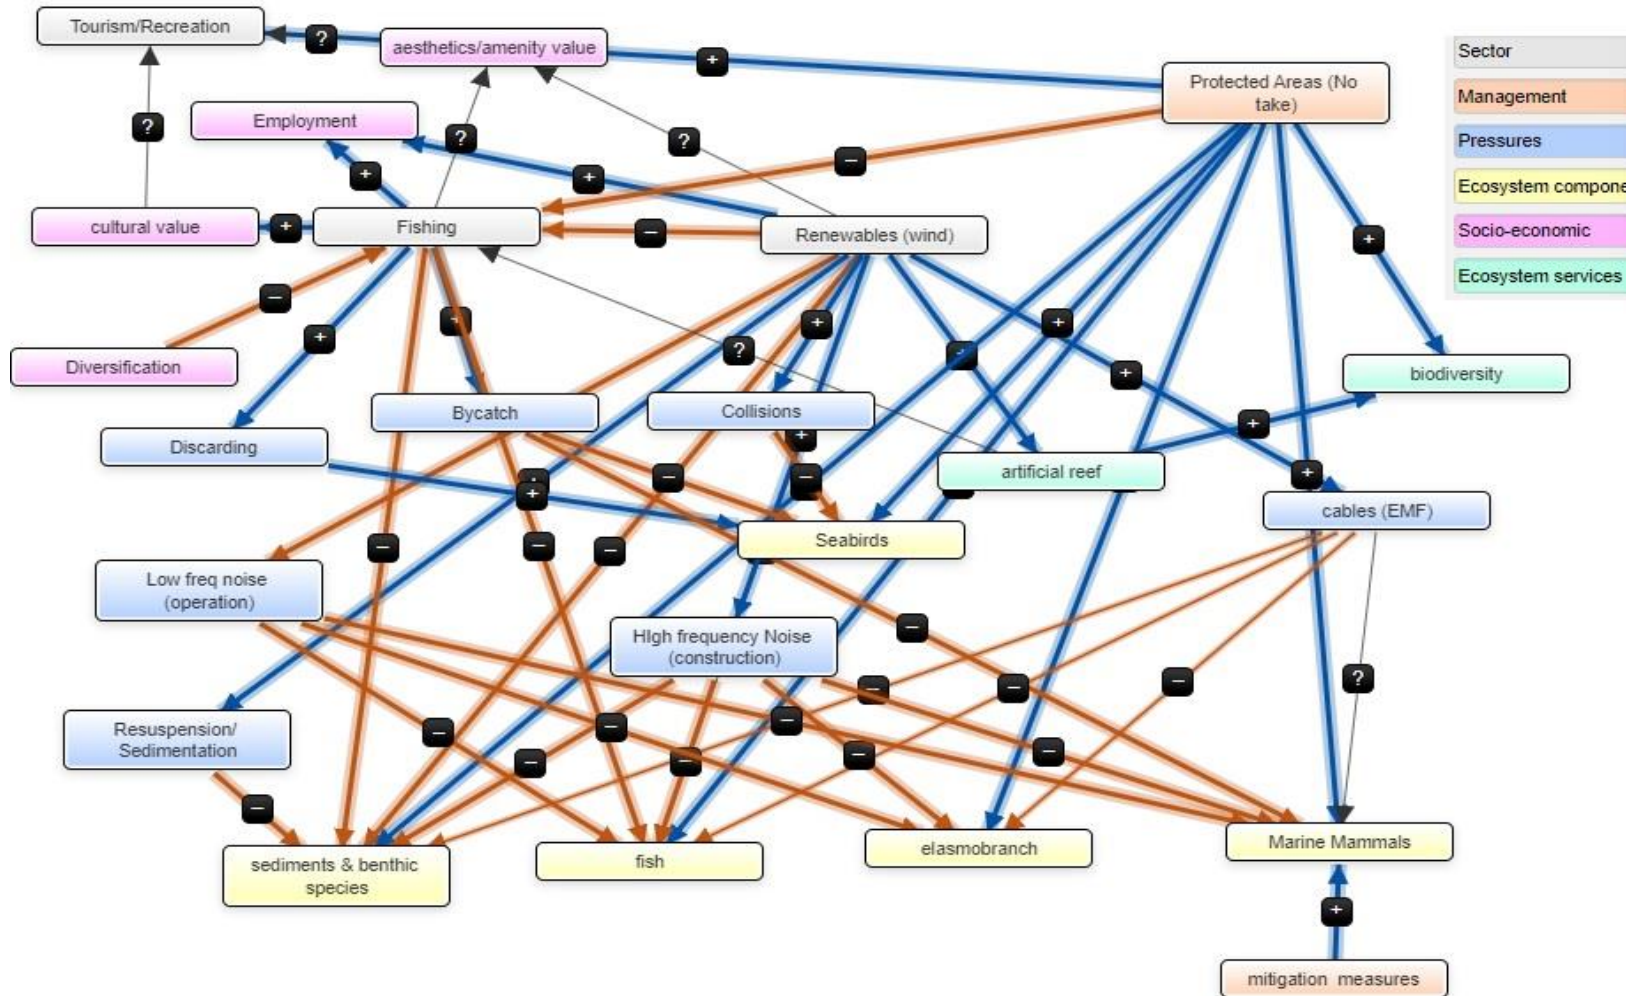 Tourism/Recreation
aesthetics/amenity value
Protected Areas (No
take)
Sector
Management
Pressures
Ecosystem compone
Socio-economic
Ecosystem services
Employment
cultural value
Fishing
Renewables (wind)
Diversification
biodiversity
Bycatch
Collisions
Discarding
artificial reef
cables (EMF)
Seabirds
Low freq noise
(operation)
HIgh frequency Noise
(construction)
Resuspension/
Sedimentation
sediments & benthic
species
fish
elasmobranch
Marine Mammals
mitigation measures